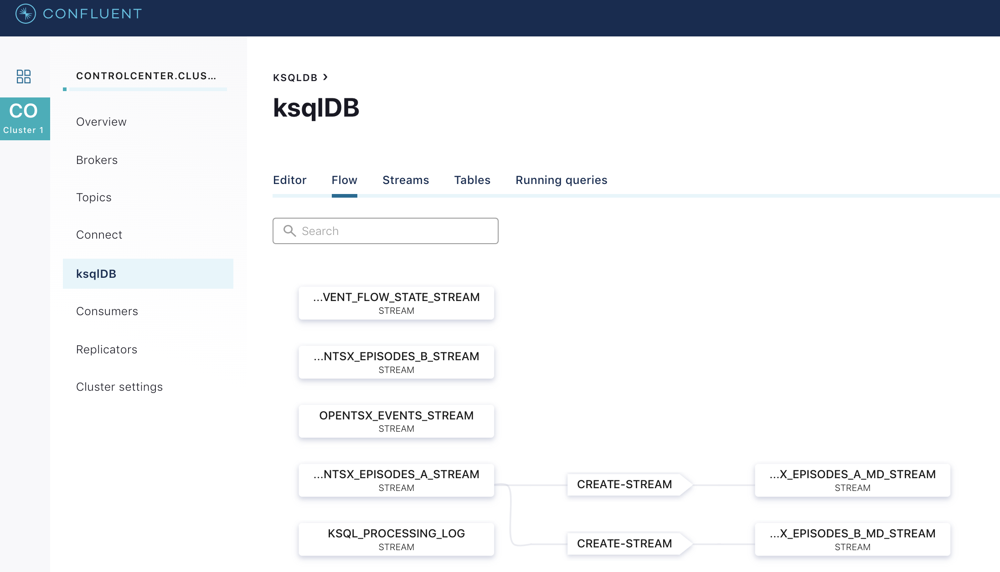 CONFLUENT
CONTROLCENTER.CLUS...
CO
Cluster 1
Overview
Brokers
Topics
Connect
ksqlDB
Consumers
Replicators
Cluster settings
KSQLDB >
ksqlDB
Editor Flow Streams Tables Running queries
Search
...VENT_FLOW_STATE_STREAM
STREAM
...NTSX_EPISODES_B_STREAM
STREAM
OPENTSX_EVENTS_STREAM
STREAM
...NTSX_EPISODES_A_STREAM
STREAM
CREATE-STREAM
...X_EPISODES_A_MD_STREAM
STREAM
KSQL_PROCESSING_LOG
STREAM
CREATE-STREAM
...X_EPISODES_B_MD_STREAM
STREAM